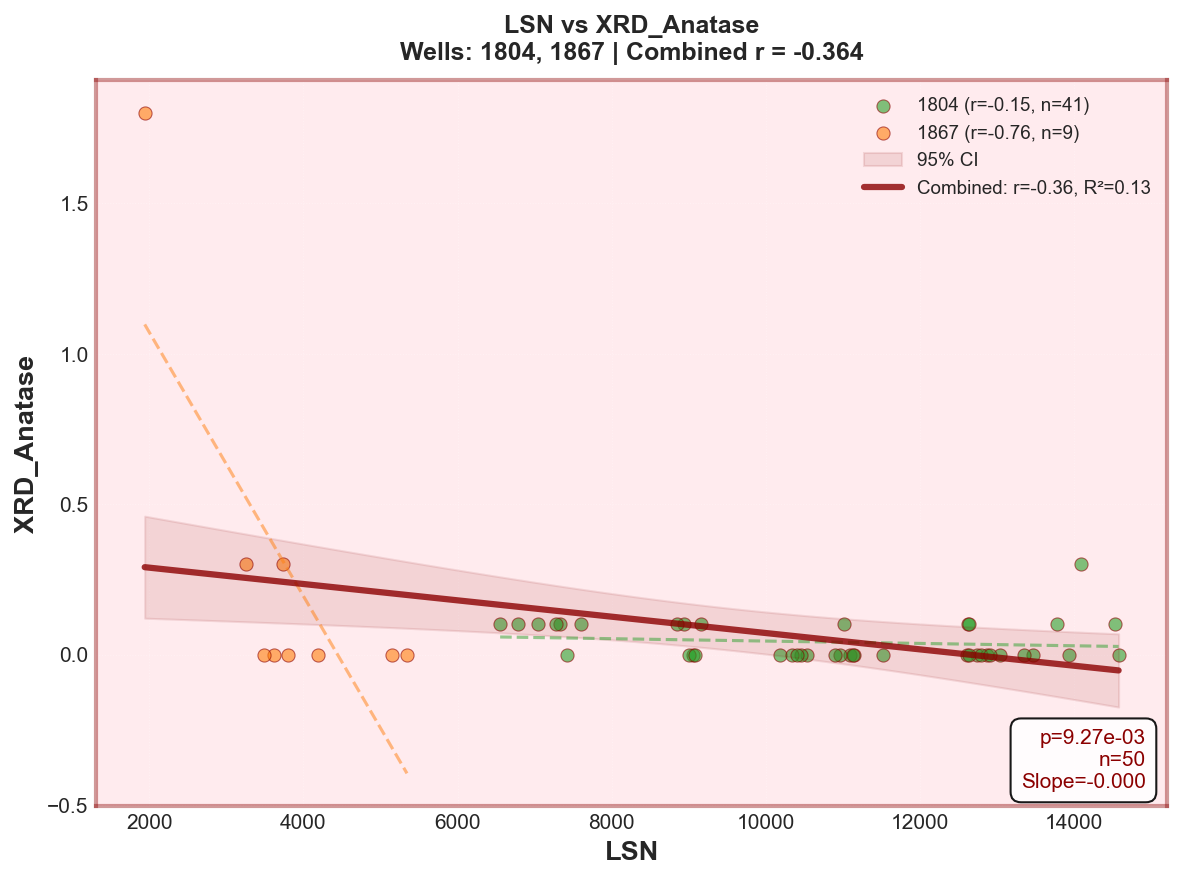 LSN vs XRD_Anatase
Wells: 1804, 1867 | Combined r = -0.364
1804 (r=-0.15, n=41)
1867 (r=-0.76, n=9)
95% CI
Combined: r=-0.36, R²=0.13
XRD_Anatase
1.5
1.0
0.5
0.0
−0.5
p=9.27e-03
n=50
Slope=-0.000
2000 4000 6000 8000 10000 12000 14000
LSN